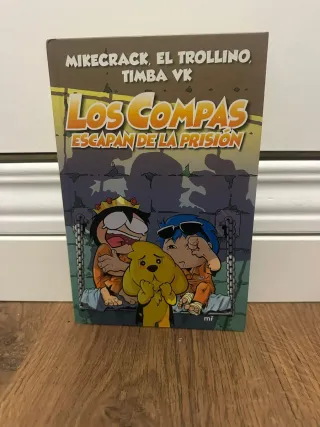 MIKECRACK, EL TROLLINO,
TIMBA VK
LOS COMPAS
ESCAPAN DE LA PRISIÓN
mr